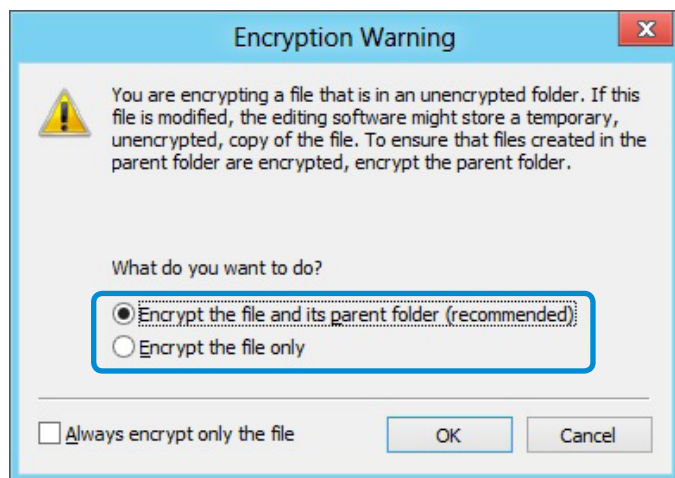 Encryption Warning
You are encrypting a file that is in an unencrypted folder. If this
file is modified, the editing software might store a temporary,
unencrypted, copy of the file. To ensure that files created in the
parent folder are encrypted, encrypt the parent folder.
What do you want to do?
Encrypt the file and its parent folder (recommended)
Encrypt the file only
Always encrypt only the file OK Cancel